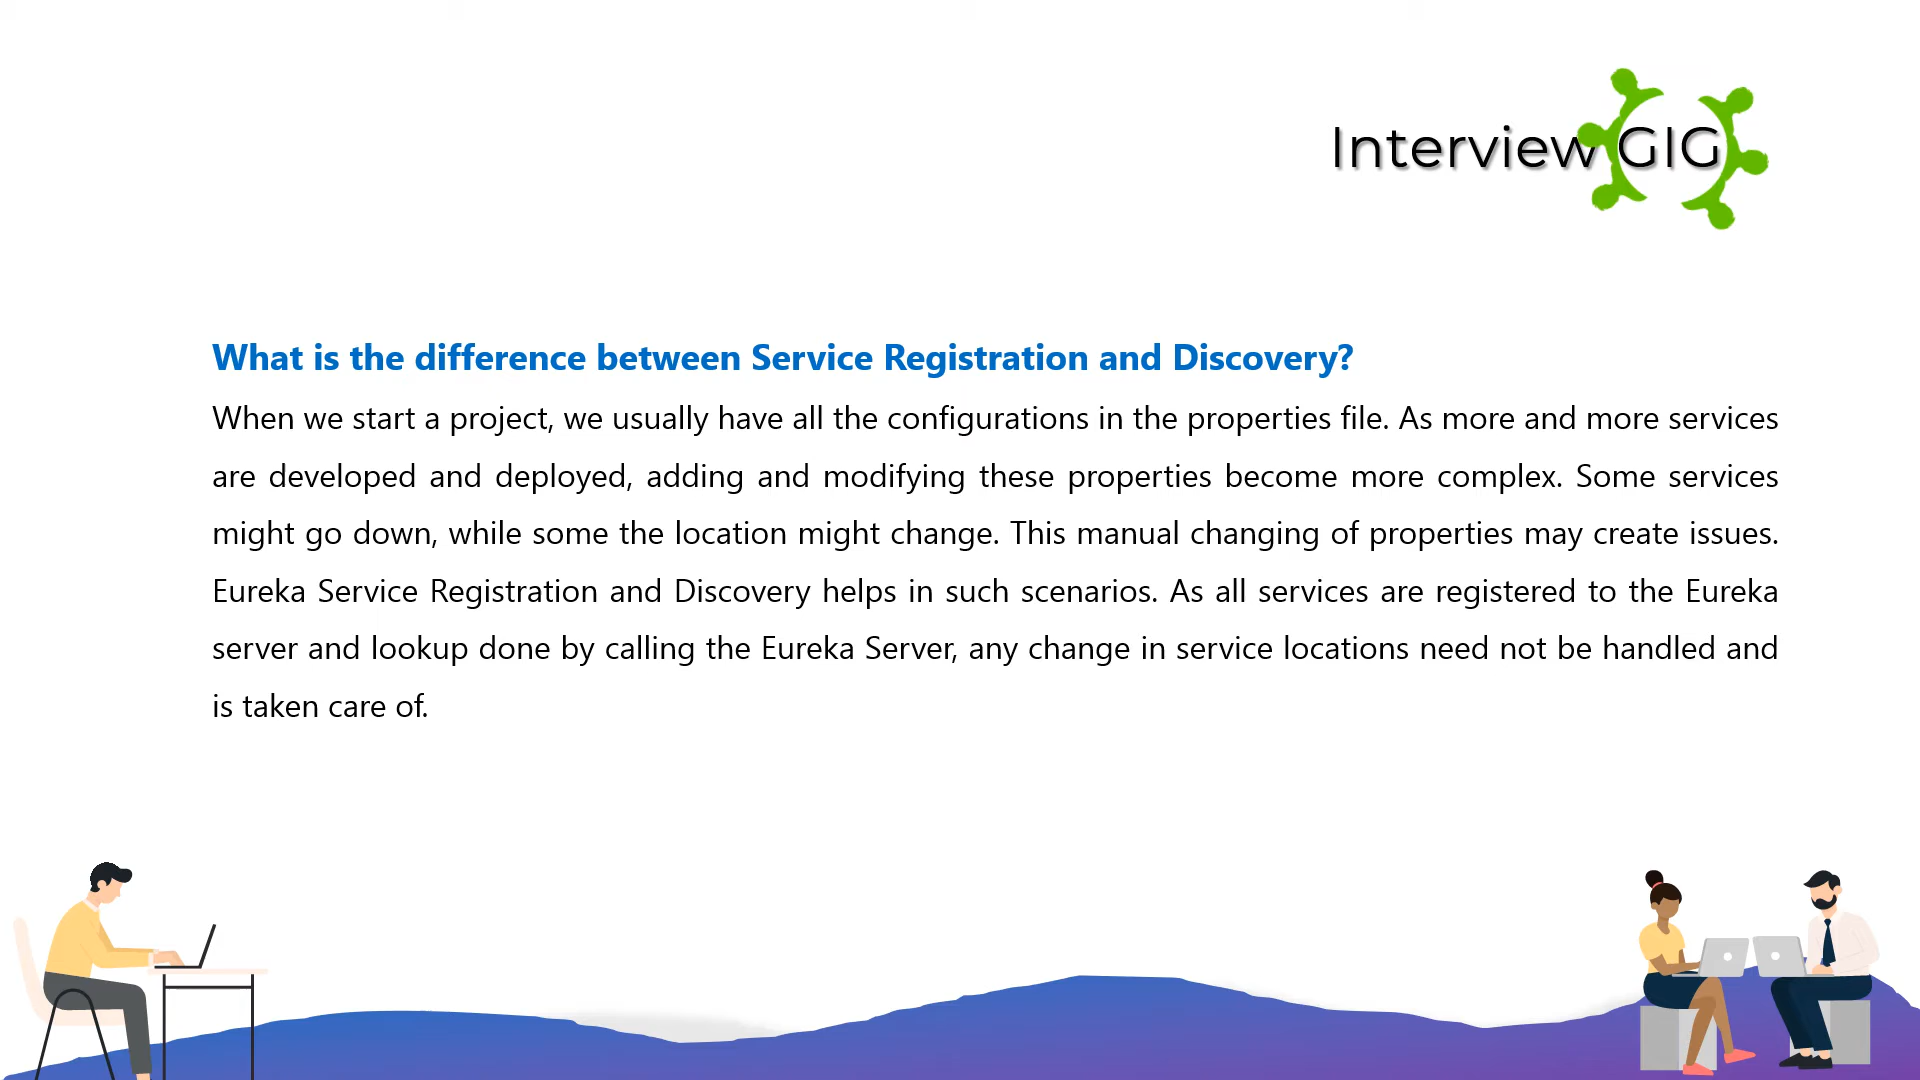 Interview GIG
What is the difference between Service Registration and Discovery?
When we start a project, we usually have all the configurations in the properties file. As more and more services
are developed and deployed, adding and modifying these properties become more complex. Some services
might go down, while some the location might change. This manual changing of properties may create issues.
Eureka Service Registration and Discovery helps in such scenarios. As all services are registered to the Eureka
server and lookup done by calling the Eureka Server, any change in service locations need not be handled and
is taken care of.